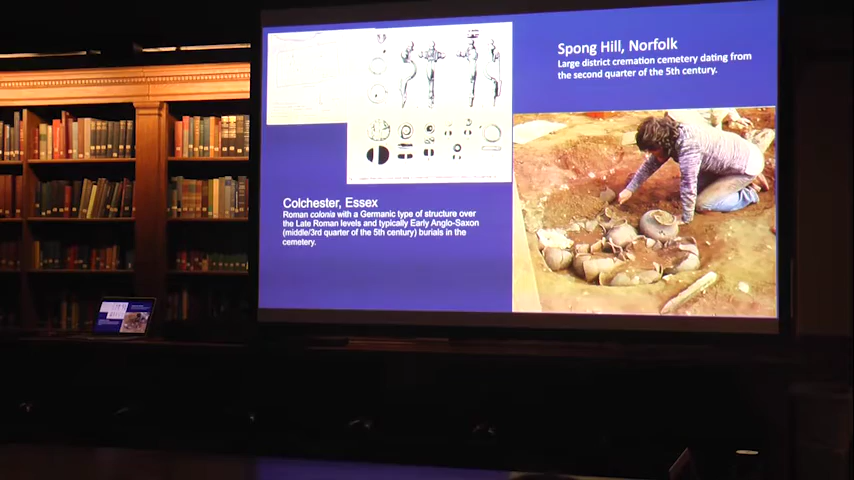 Spong Hill, Norfolk
Large district cremation cemetery dating from
the second quarter of the 5th century.
Colchester, Essex
Roman colonia with a Germanic type of structure over
the Late Roman levels and typically Early Anglo-Saxon
(middle/3rd quarter of the 5th century) burials in the
cemetery.